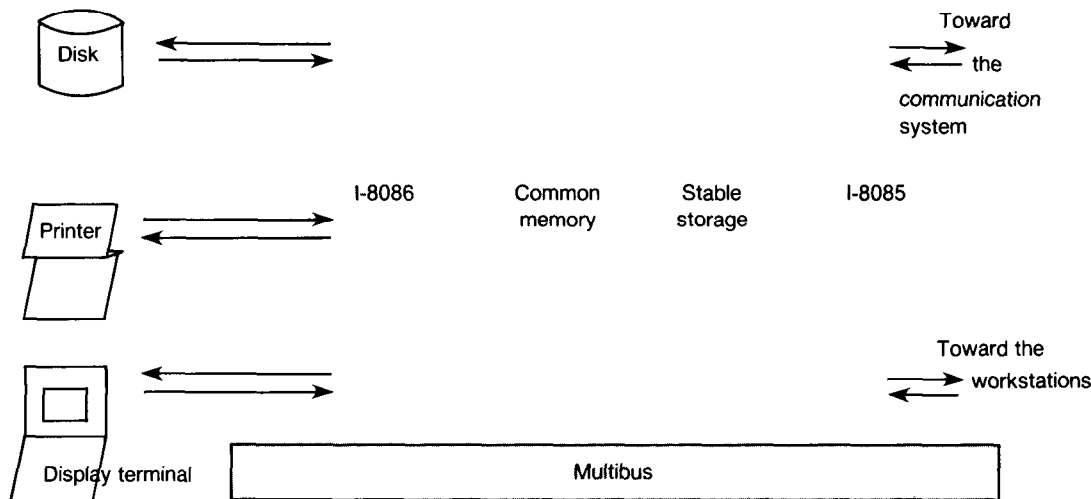 Disk
Toward
the
communication
system
I-8086
Common
memory
Stable
storage
I-8085
Printer
Toward the
workstations
Display terminal
Multibus